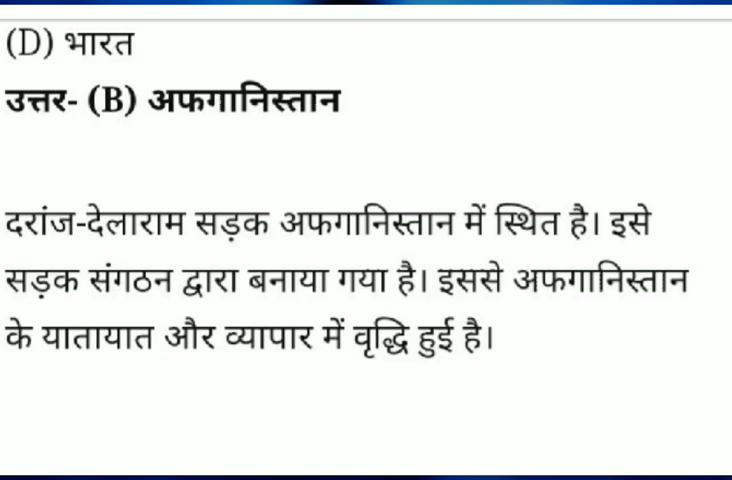 (D) भारत
उत्तर- (B) अफगानिस्तान
दरांज-देलाराम सड़क अफगानिस्तान में स्थित है। इसे
सड़क संगठन द्वारा बनाया गया है। इससे अफगानिस्तान
के यातायात और व्यापार में वृद्धि हुई है।